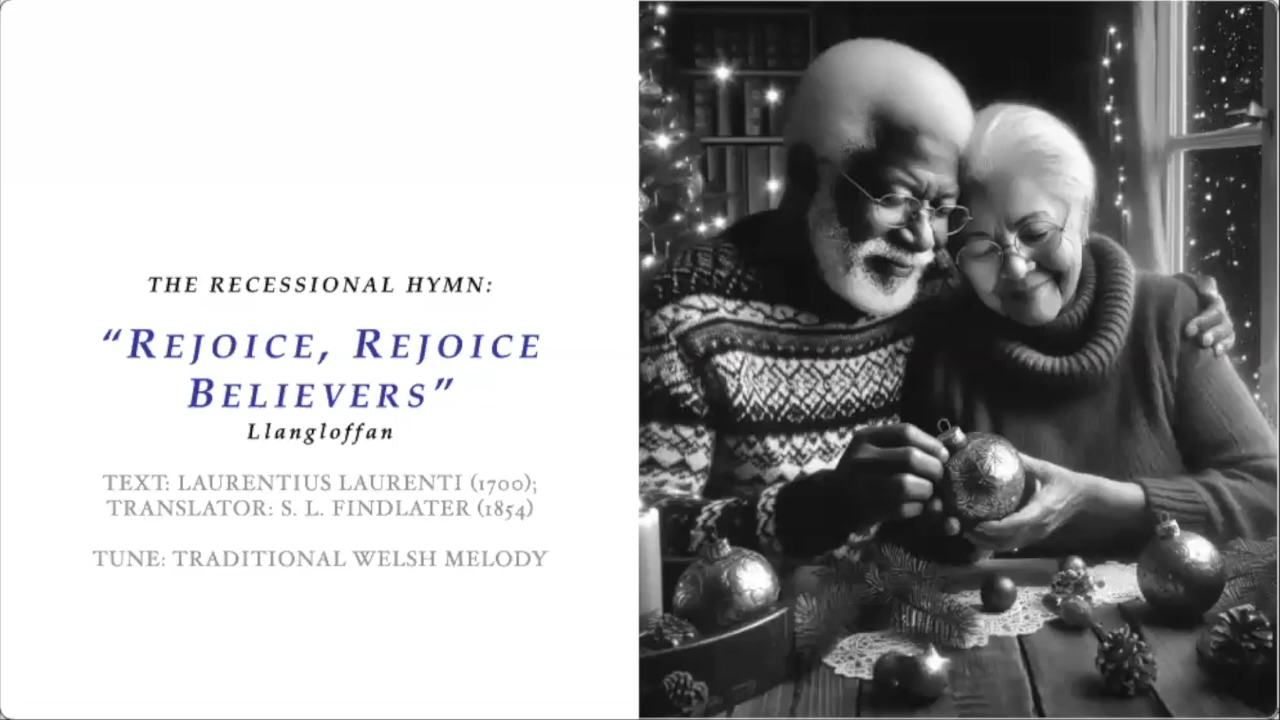 THE RECESSIONAL HYMN:
“REJOICE, REJOICE
BELIEVERS”
Llangloffan
TEXT: LAURENTIUS LAURENTI (1700);
TRANSLATOR: S. L. FINDLATER (1854)
TUNE: TRADITIONAL WELSH MELODY